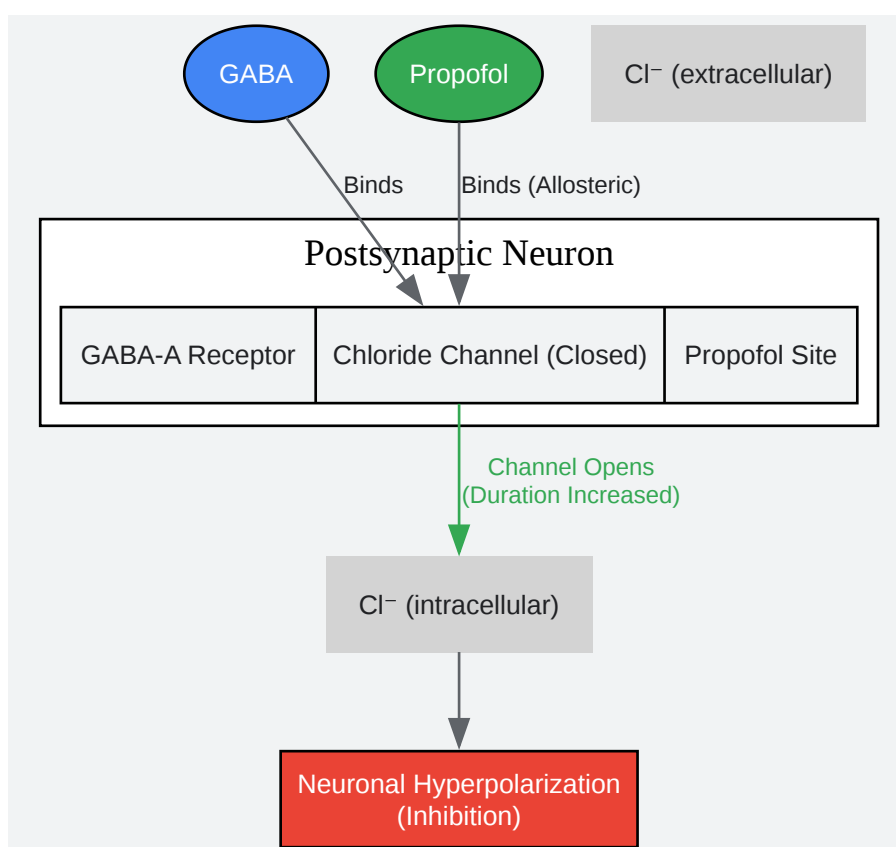 GABA
Propofol
Cl⁻ (extracellular)
Binds
Binds (Allosteric)
Postsynaptic Neuron
GABA-A Receptor
Chloride Channel (Closed)
Propofol Site
Channel Opens
(Duration Increased)
Cl⁻ (intracellular)
Neuronal Hyperpolarization
(Inhibition)